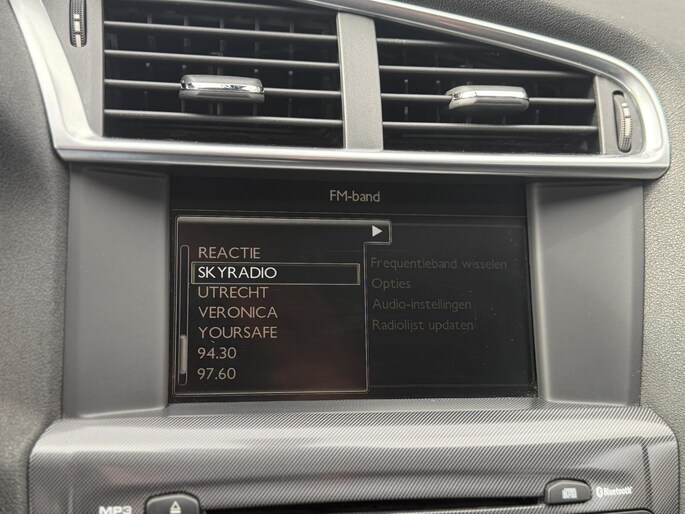 FM-band
REACTIE
SKYRADIO
UTRECHT
VERONICA
YOURSAFE
94.30
97.60
Frequentieband wisselen
Opties
Audio-instellingen
Radiolijst updaten
MP3
Bluetooth